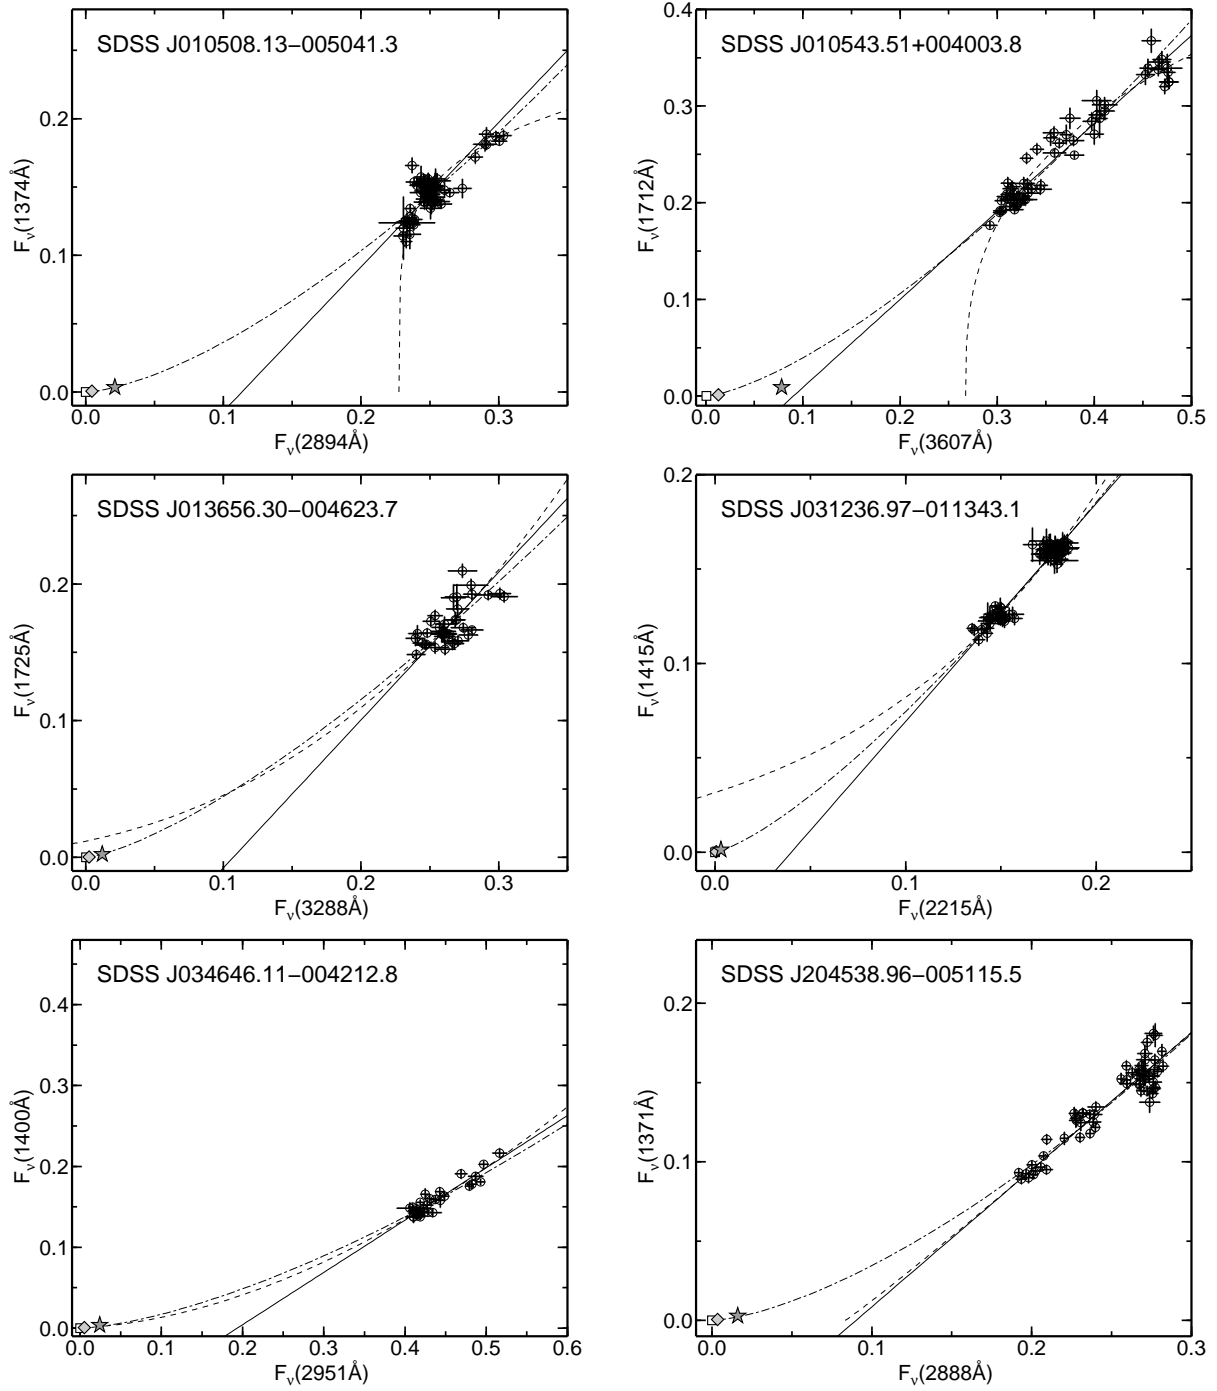 SDSS J010508.13−005041.3
F_ν(1374Å)
0.2
0.1
0.0
0.0 0.1 0.2 0.3
F_ν(2894Å)
SDSS J010543.51+004003.8
F_ν(1712Å)
0.4
0.3
0.2
0.1
0.0
0.0 0.1 0.2 0.3 0.4 0.5
F_ν(3607Å)
SDSS J013656.30−004623.7
F_ν(1725Å)
0.2
0.1
0.0
0.0 0.1 0.2 0.3
F_ν(3288Å)
SDSS J031236.97−011343.1
F_ν(1415Å)
0.2
0.1
0.0
0.0 0.1 0.2
F_ν(2215Å)
SDSS J034646.11−004212.8
F_ν(1400Å)
0.4
0.3
0.2
0.1
0.0
0.0 0.1 0.2 0.3 0.4 0.5 0.6
F_ν(2951Å)
SDSS J204538.96−005115.5
F_ν(1371Å)
0.2
0.1
0.0
0.0 0.1 0.2 0.3
F_ν(2888Å)